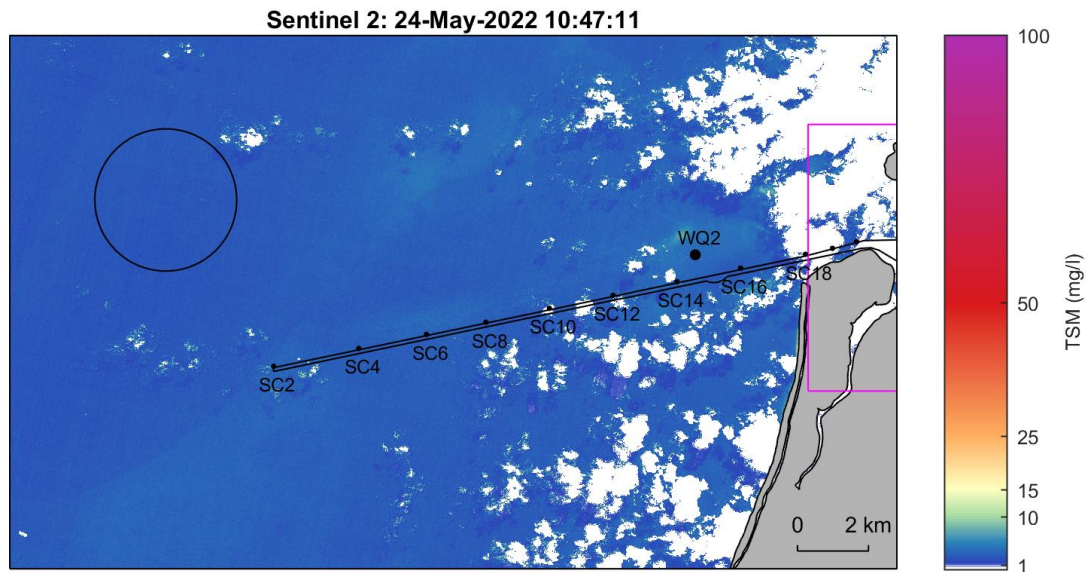 Sentinel 2: 24-May-2022 10:47:11
WQ2
SC18
SC16
SC14
SC12
SC10
SC8
SC6
SC4
SC2
0 2 km
100
50
25
15
10
1
TSM (mg/l)